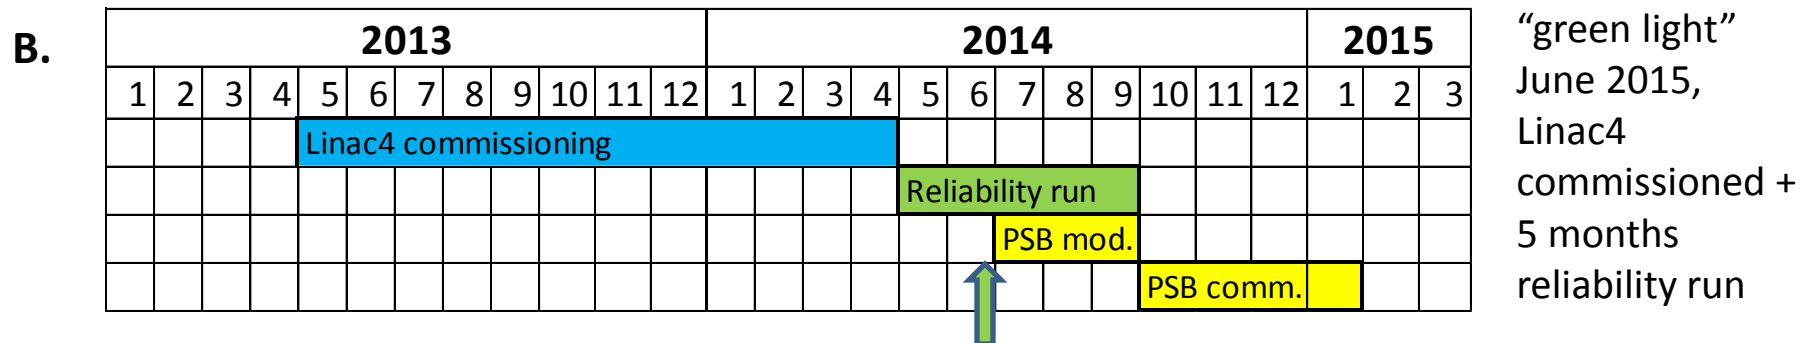 B.
2013 2014 2015
1 2 3 4 5 6 7 8 9 10 11 12 1 2 3 4 5 6 7 8 9 10 11 12 1 2 3
Linac4 commissioning
Reliability run
PSB mod.
PSB comm.
“green light”
June 2015,
Linac4
commissioned +
5 months
reliability run